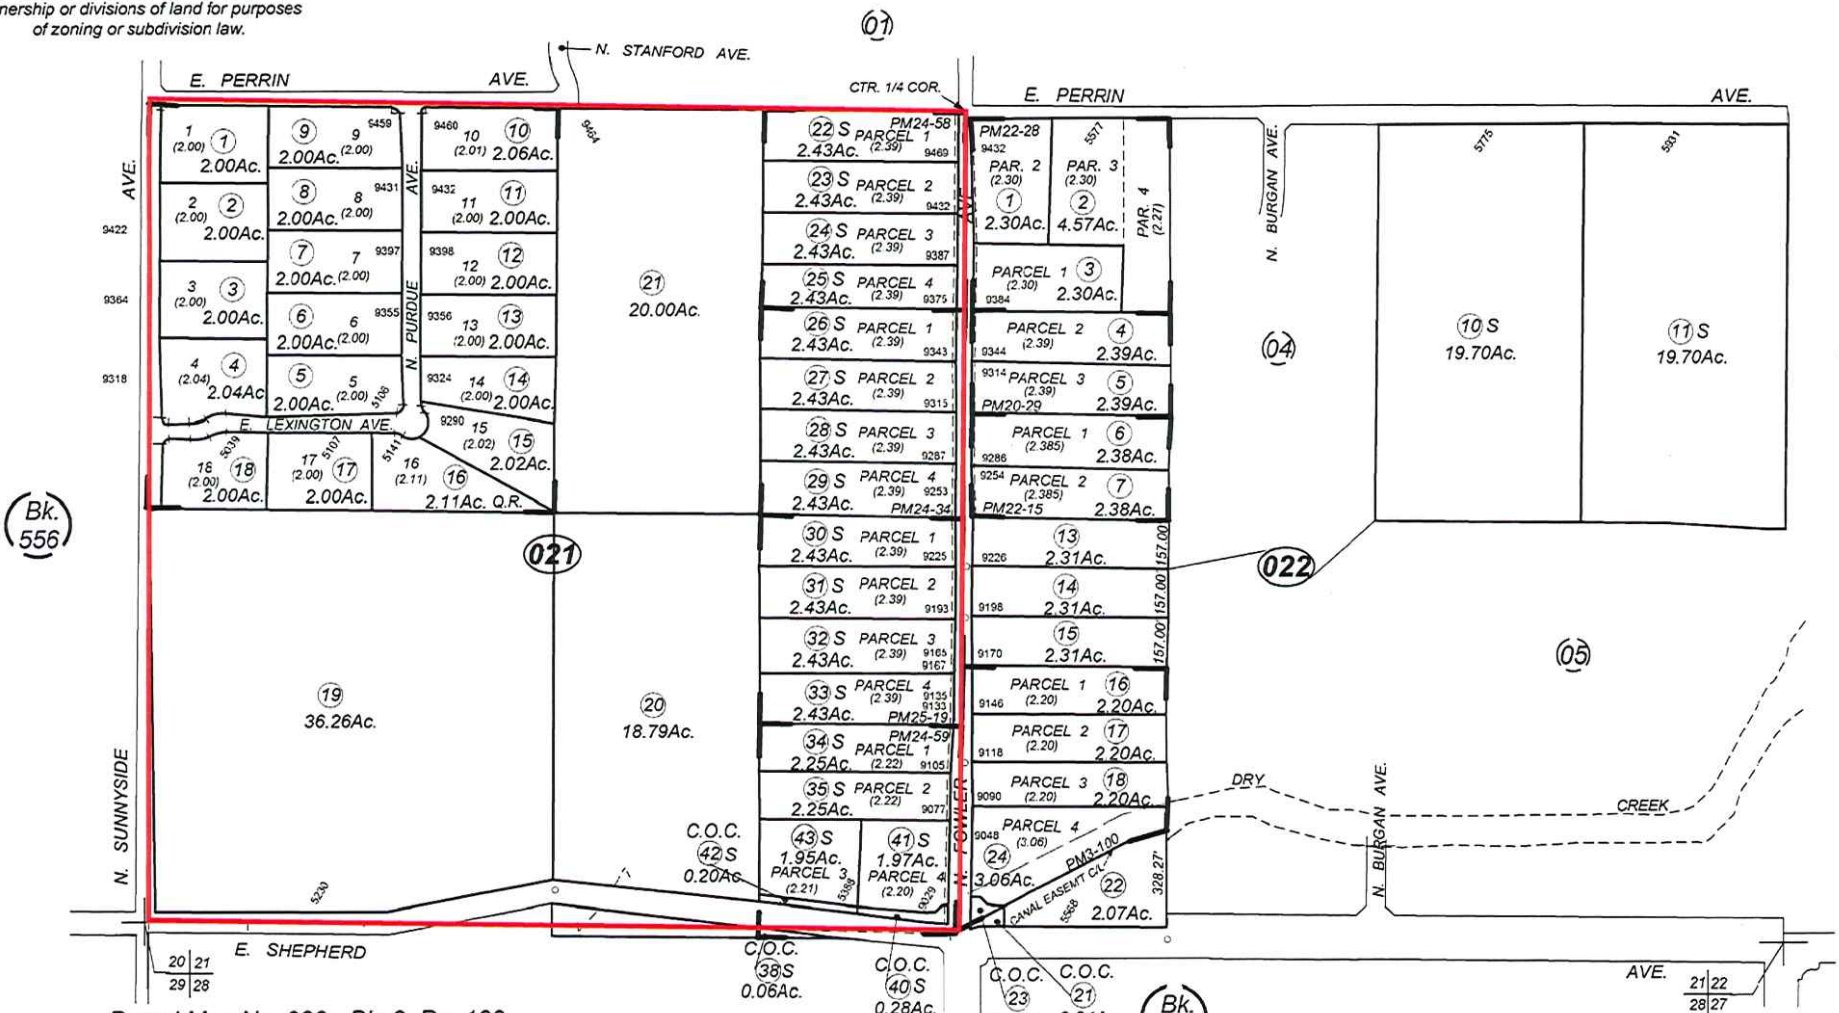 nership or divisions of land for purposes
of zoning or subdivision law.
(01)
N. STANFORD AVE.
E. PERRIN AVE.
CTR. 1/4 COR.
E. PERRIN AVE.
AVE.
9422
9364
9318
N. SUNNYSIDE
Bk.
556
1 (2.00) 1 2.00Ac.
2 (2.00) 2 2.00Ac.
3 (2.00) 3 2.00Ac.
4 (2.04) 4 2.04Ac
9 2.00Ac. 9 (2.00) 9459
8 2.00Ac. 8 (2.00) 9431
7 2.00Ac. 7 (2.00) 9397
6 2.00Ac. 6 (2.00) 9355
5 2.00Ac. 5 (2.00) 5106
N. PURDUE AVE.
9460 10 (2.01) 10 2.06Ac.
9432 11 (2.00) 11 2.00Ac.
9398 12 (2.00) 12 2.00Ac.
9356 13 (2.00) 13 2.00Ac.
9324 14 (2.00) 14 2.00Ac.
9290 15 (2.02) 15 2.02Ac.
E. LEXINGTON AVE.
5039
18 (2.00) 18 2.00Ac.
5107
17 (2.00) 17 2.00Ac.
5141
16 (2.11) 16 2.11Ac. Q.R.
021
9464
21
20.00Ac.
19
36.26Ac.
20
18.79Ac.
5230
22 S PARCEL 1 PM24-58
2.43Ac. (2.39) 9469
23 S PARCEL 2
2.43Ac. (2.39) 9432
24 S PARCEL 3
2.43Ac. (2.39) 9387
25 S PARCEL 4
2.43Ac. (2.39) 9375
26 S PARCEL 1
2.43Ac. (2.39) 9343
27 S PARCEL 2
2.43Ac. (2.39) 9315
28 S PARCEL 3
2.43Ac. (2.39) 9287
29 S PARCEL 4
2.43Ac. (2.39) 9253
PM24-34
30 S PARCEL 1
2.43Ac. (2.39) 9225
31 S PARCEL 2
2.43Ac. (2.39) 9193
32 S PARCEL 3
2.43Ac. (2.39) 9165
9167
33 S PARCEL 4
2.43Ac. (2.39) 9135
9133
PM25-19
PM24-59
34 S PARCEL 1
2.25Ac. (2.22) 9105
35 S PARCEL 2
2.25Ac. (2.22) 9077
43 S
1.95Ac.
PARCEL 3
(2.21) 5388
41 S
1.97Ac.
PARCEL 4
(2.20) 9029
C.O.C.
42 S
0.20Ac
N. FOWLER
AVE.
PM22-28
9432
PAR. 2
(2.30)
1
2.30Ac.
5577
PAR. 3
(2.30)
2
4.57Ac.
PAR. 4
(2.27)
PARCEL 1 3
(2.30)
9384 2.30Ac.
PARCEL 2 4
(2.39)
9344 2.39Ac.
9314 PARCEL 3 5
(2.39)
PM20-29 2.39Ac.
PARCEL 1 6
(2.385)
9286 2.38Ac.
9254 PARCEL 2 7
(2.385)
PM22-15 2.38Ac.
13
9226 2.31Ac. 157.00
14
9198 2.31Ac. 157.00'
15
9170 2.31Ac. 157.00'
PARCEL 1 16
9146 (2.20) 2.20Ac.
PARCEL 2 17
9118 (2.20) 2.20Ac.
PARCEL 3 18
9090 (2.20) 2.20Ac.
9048 PARCEL 4
(3.06)
24
3.06Ac.
PM3-100
CANAL EASEM'T C/L
22
5568 2.07Ac.
328.27'
N. BURGAN AVE.
(04)
5775
10 S
19.70Ac.
5931
11 S
19.70Ac.
022
(05)
DRY CREEK
N. BURGAN AVE.
E. SHEPHERD AVE.
20 21
29 28
C.O.C.
38 S
0.06Ac.
C.O.C.
40 S
0.28Ac.
C.O.C.
23
C.O.C.
21
Bk.
21 22
28 27